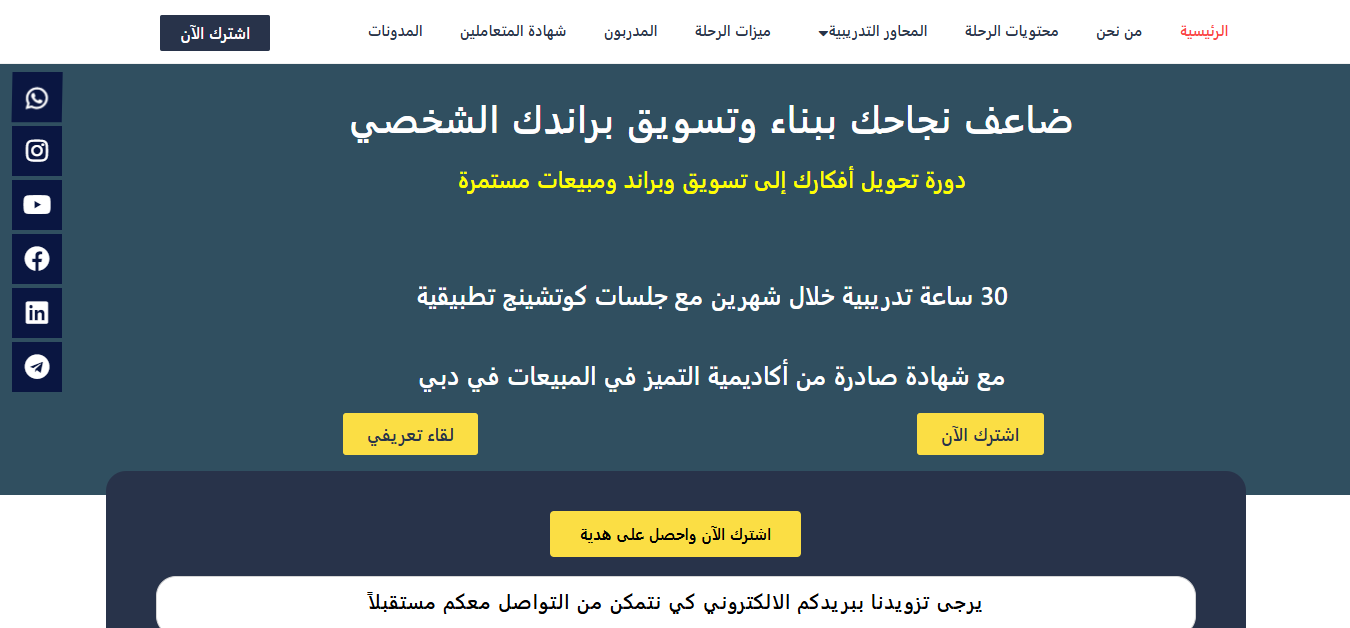 الرئيسية من نحن محتويات الرحلة المحاور التدريبية ميزات الرحلة المدربون شهادة المتعاملين المدونات اشترك الآن
ضاعف نجاحك ببناء وتسويق براندك الشخصي
دورة تحويل أفكارك إلى تسويق وبراند ومبيعات مستمرة
30 ساعة تدريبية خلال شهرين مع جلسات كوتشينج تطبيقية
مع شهادة صادرة من أكاديمية التميز في المبيعات في دبي
اشترك الآن لقاء تعريفي
اشترك الآن واحصل على هدية
يرجى تزويدنا ببريدكم الالكتروني كي نتمكن من التواصل معكم مستقبلاً